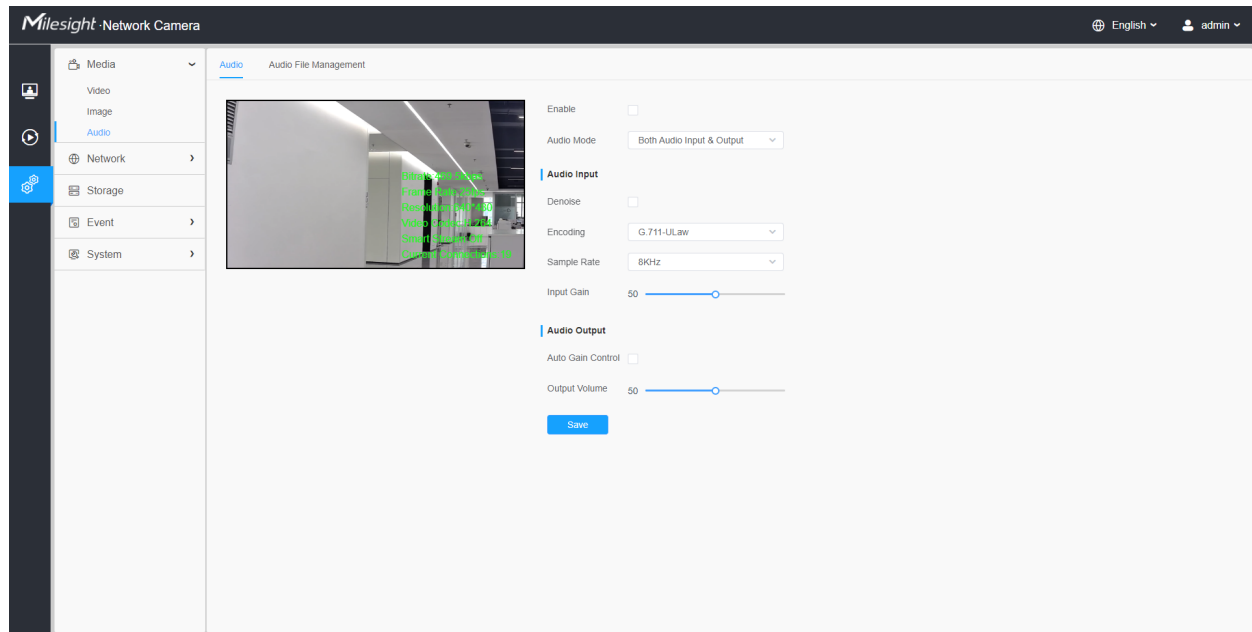 Milesight · Network Camera
English
admin
Media
Video
Image
Audio
Network
Storage
Event
System
Audio Audio File Management
Enable
Audio Mode Both Audio Input & Output
Audio Input
Denoise
Encoding G.711-ULaw
Sample Rate 8KHz
Input Gain 50
Audio Output
Auto Gain Control
Output Volume 50
Save